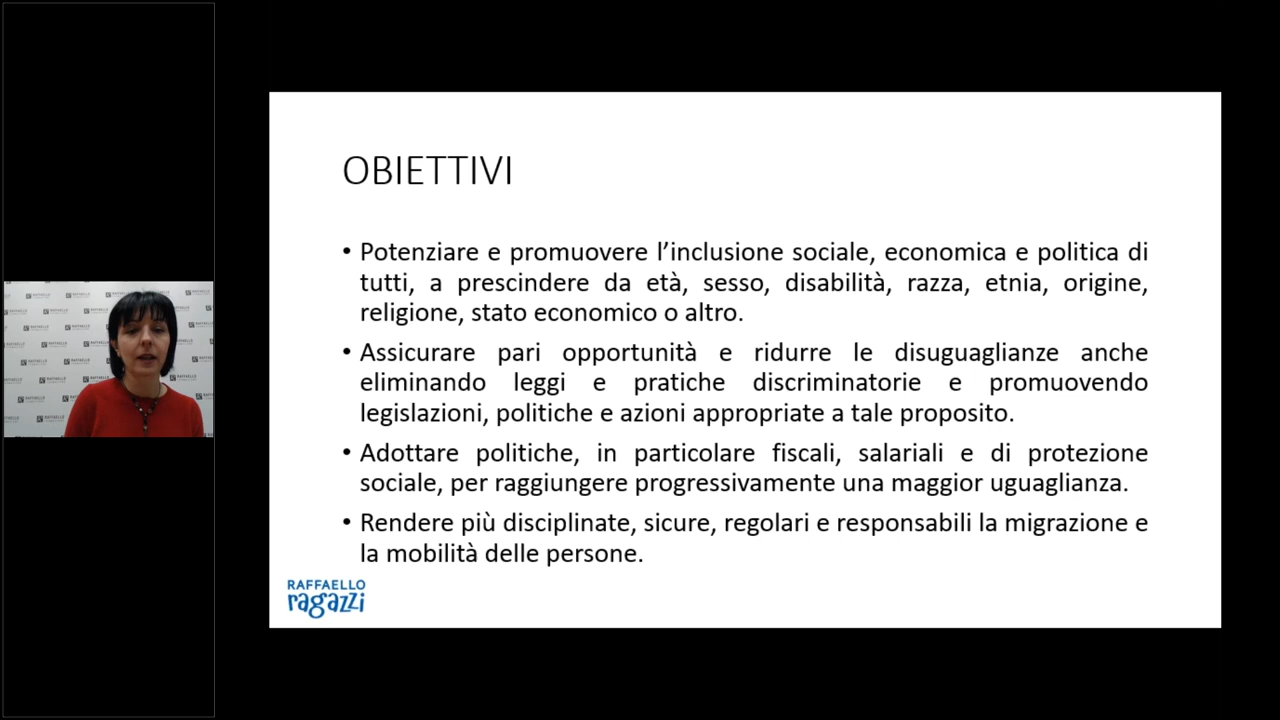 OBIETTIVI
• Potenziare e promuovere l’inclusione sociale, economica e politica di
tutti, a prescindere da età, sesso, disabilità, razza, etnia, origine,
religione, stato economico o altro.
• Assicurare pari opportunità e ridurre le disuguaglianze anche
eliminando leggi e pratiche discriminatorie e promuovendo
legislazioni, politiche e azioni appropriate a tale proposito.
• Adottare politiche, in particolare fiscali, salariali e di protezione
sociale, per raggiungere progressivamente una maggior uguaglianza.
• Rendere più disciplinate, sicure, regolari e responsabili la migrazione e
la mobilità delle persone.
RAFFAELLO
ragazzi